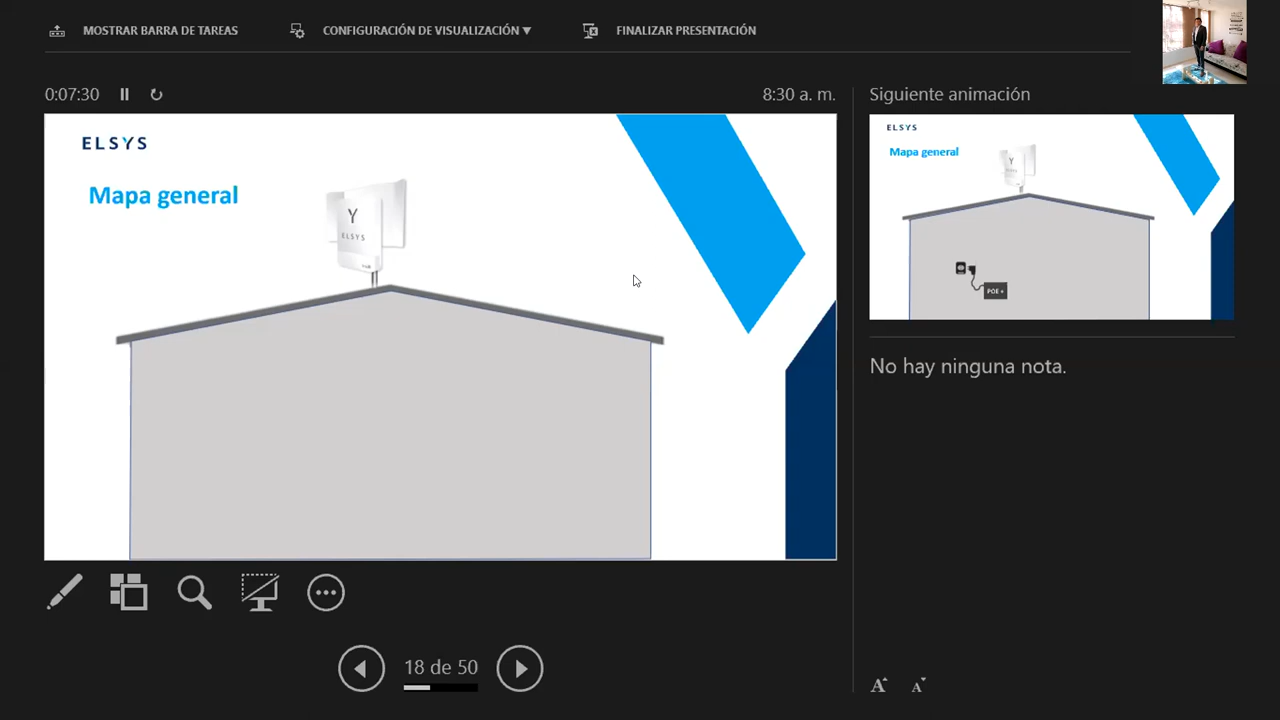 MOSTRAR BARRA DE TAREAS
CONFIGURACIÓN DE VISUALIZACIÓN ▼
FINALIZAR PRESENTACIÓN
0:07:30
8:30 a. m.
ELSYS
Mapa general
Y
ELSYS
Siguiente animación
ELSYS
Mapa general
Y
POE +
No hay ninguna nota.
18 de 50
A
A